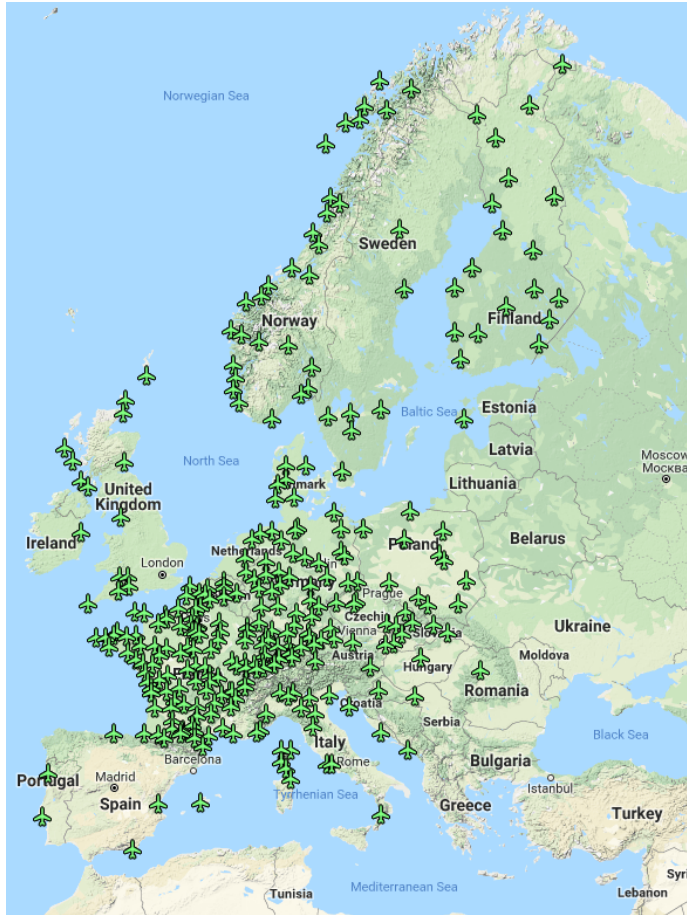 Norwegian Sea
Sweden
Norway
Finland
Baltic Sea
Estonia
Latvia
Moscow
Москва
North Sea
Lithuania
United
Kingdom
Ireland
Belarus
Netherlands
Poland
London
Prague
Ukraine
Vienna
Austria
Moldova
Hungary
Romania
Serbia
Black Sea
Italy
Rome
Bulgaria
Barcelona
Portugal
Madrid
Spain
Istanbul
Tyrrhenian Sea
Greece
Turkey
Tunisia
Mediterranean Sea
Lebanon